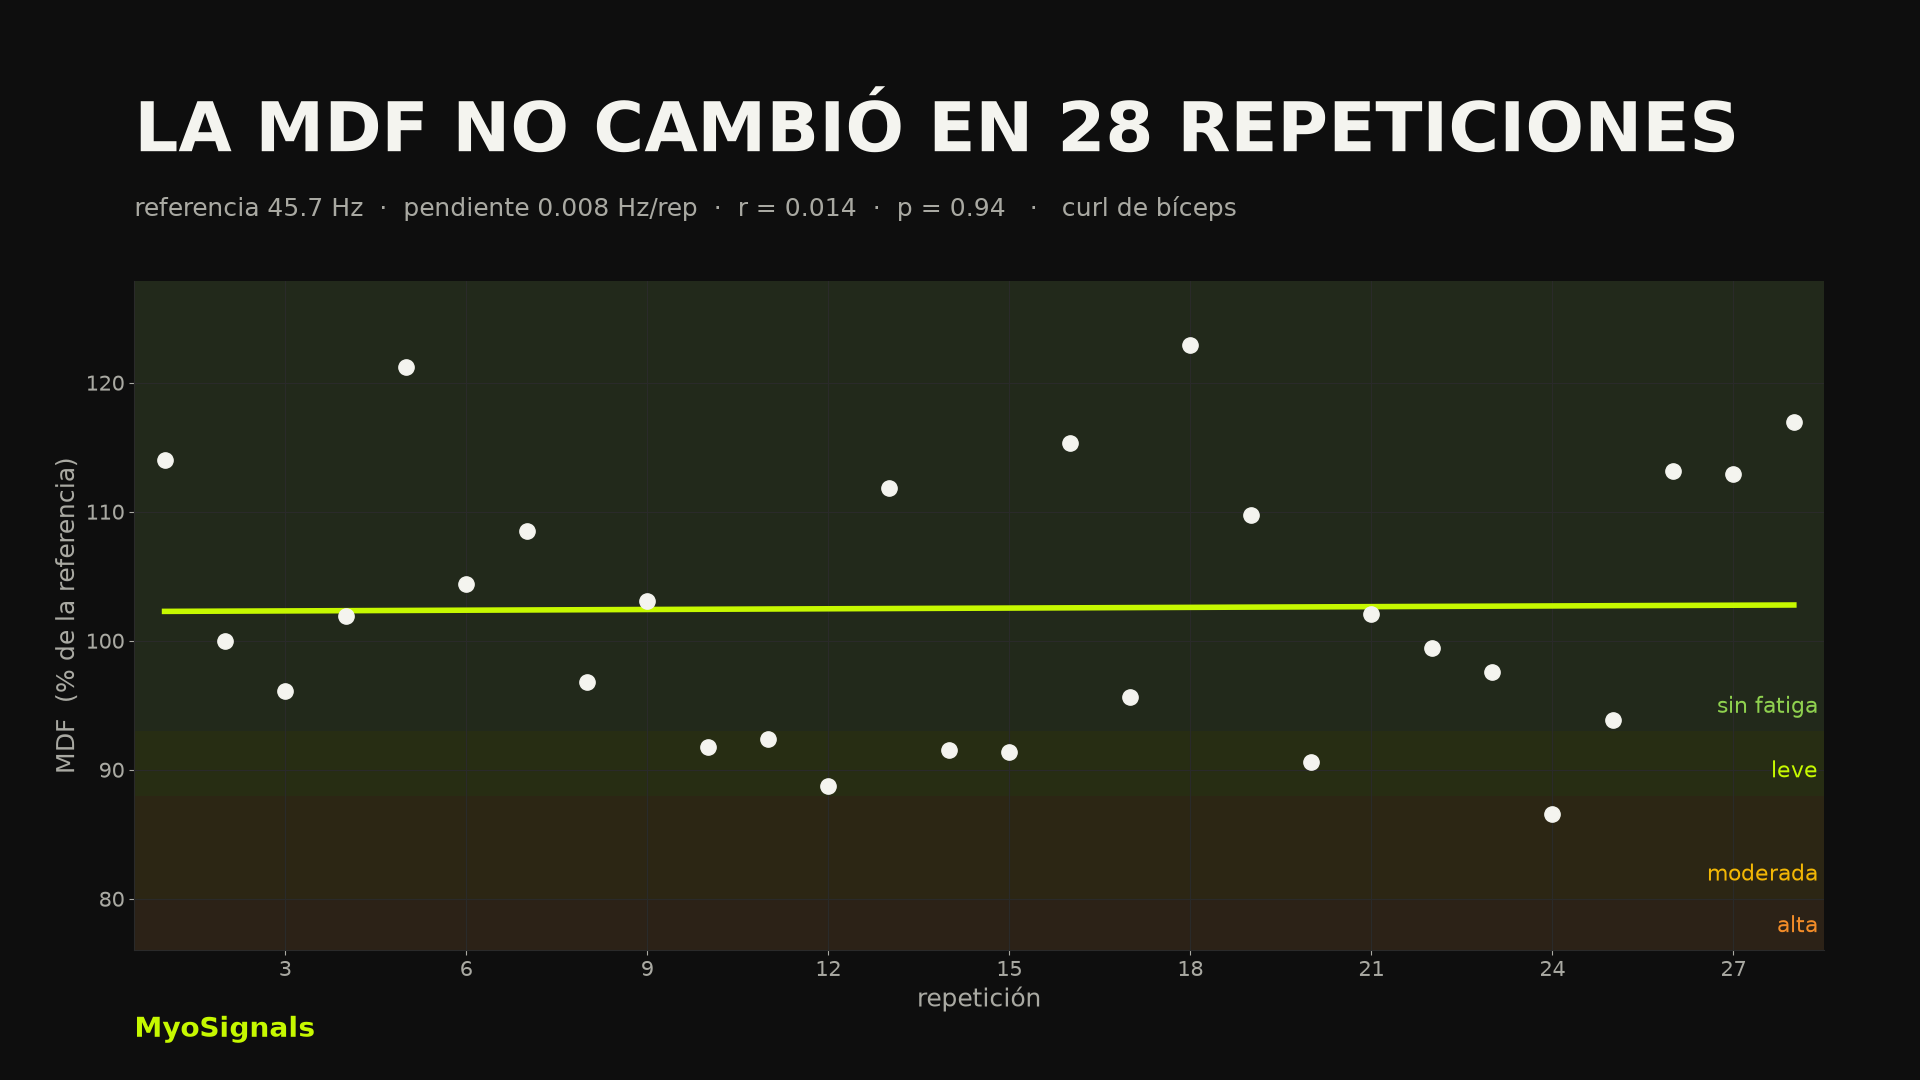 LA MDF NO CAMBIÓ EN 28 REPETICIONES
referencia 45.7 Hz · pendiente 0.008 Hz/rep · r = 0.014 · p = 0.94 · curl de bíceps
MDF (% de la referencia)
120
110
100
90
80
sin fatiga
leve
moderada
alta
3 6 9 12 15 18 21 24 27
repetición
MyoSignals